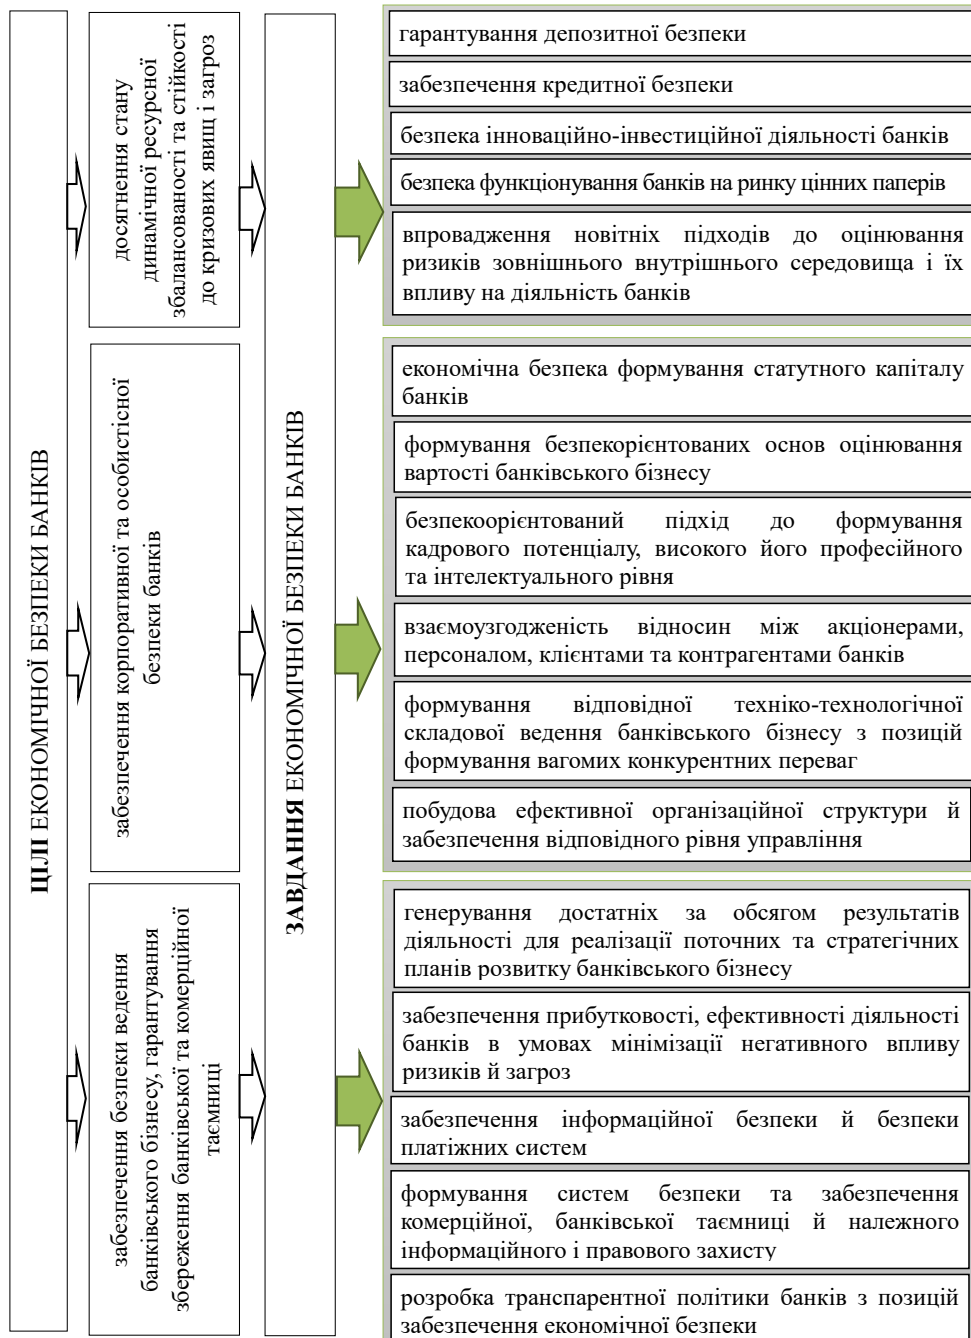 ЦІЛІ ЕКОНОМІЧНОЇ БЕЗПЕКИ БАНКІВ
досягнення стану
динамічної ресурсної
збалансованості та стійкості
до кризових явищ і загроз
забезпечення корпоративної та особистісної
безпеки банків
забезпечення безпеки ведення
банківського бізнесу, гарантування
збереження банківської та комерційної
таємниці
ЗАВДАННЯ ЕКОНОМІЧНОЇ БЕЗПЕКИ БАНКІВ
гарантування депозитної безпеки
забезпечення кредитної безпеки
безпека інноваційно-інвестиційної діяльності банків
безпека функціонування банків на ринку цінних паперів
впровадження новітніх підходів до оцінювання
ризиків зовнішнього внутрішнього середовища і їх
впливу на діяльність банків
економічна безпека формування статутного капіталу
банків
формування безпекорієнтованих основ оцінювання
вартості банківського бізнесу
безпекоорієнтований підхід до формування
кадрового потенціалу, високого його професійного
та інтелектуального рівня
взаємоузгодженість відносин між акціонерами,
персоналом, клієнтами та контрагентами банків
формування відповідної техніко-технологічної
складової ведення банківського бізнесу з позицій
формування вагомих конкурентних переваг
побудова ефективної організаційної структури й
забезпечення відповідного рівня управління
генерування достатніх за обсягом результатів
діяльності для реалізації поточних та стратегічних
планів розвитку банківського бізнесу
забезпечення прибутковості, ефективності діяльності
банків в умовах мінімізації негативного впливу
ризиків й загроз
забезпечення інформаційної безпеки й безпеки
платіжних систем
формування систем безпеки та забезпечення
комерційної, банківської таємниці й належного
інформаційного і правового захисту
розробка транспарентної політики банків з позицій
забезпечення економічної безпеки